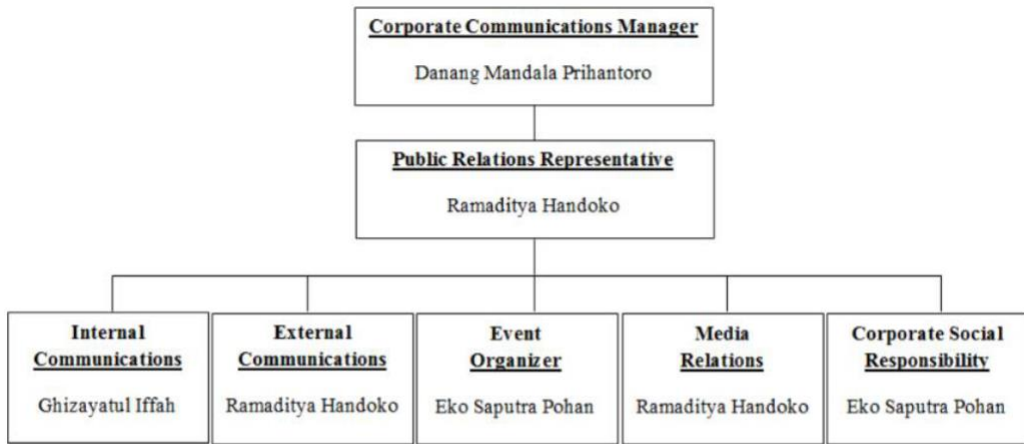 Corporate Communications Manager
Danang Mandala Prihantoro
Public Relations Representative
Ramaditya Handoko
Internal
Communications
Ghizayatul Iffah
External
Communications
Ramaditya Handoko
Event
Organizer
Eko Saputra Pohan
Media
Relations
Ramaditya Handoko
Corporate Social
Responsibility
Eko Saputra Pohan